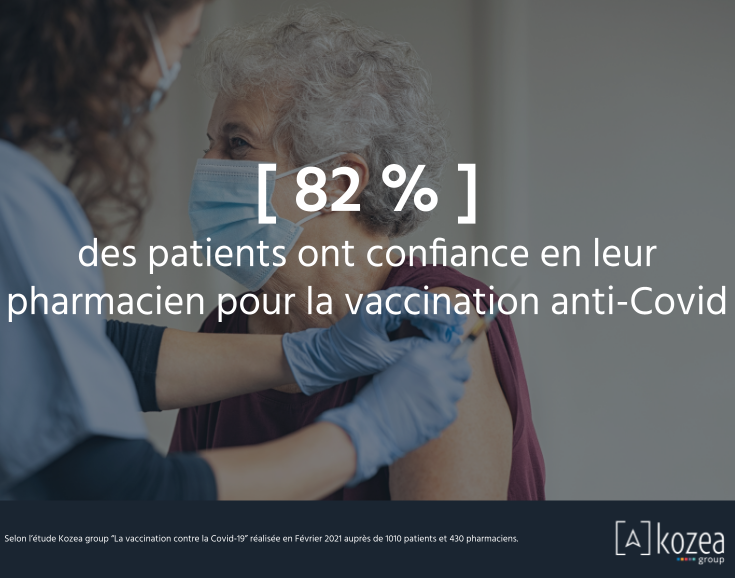 [ 82 % ]
des patients ont confiance en leur
pharmacien pour la vaccination anti-Covid
Selon l'étude Kozea group "La vaccination contre la Covid-19" réalisée en Février 2021 auprès de 1010 patients et 430 pharmaciens.
[A] kozea
group